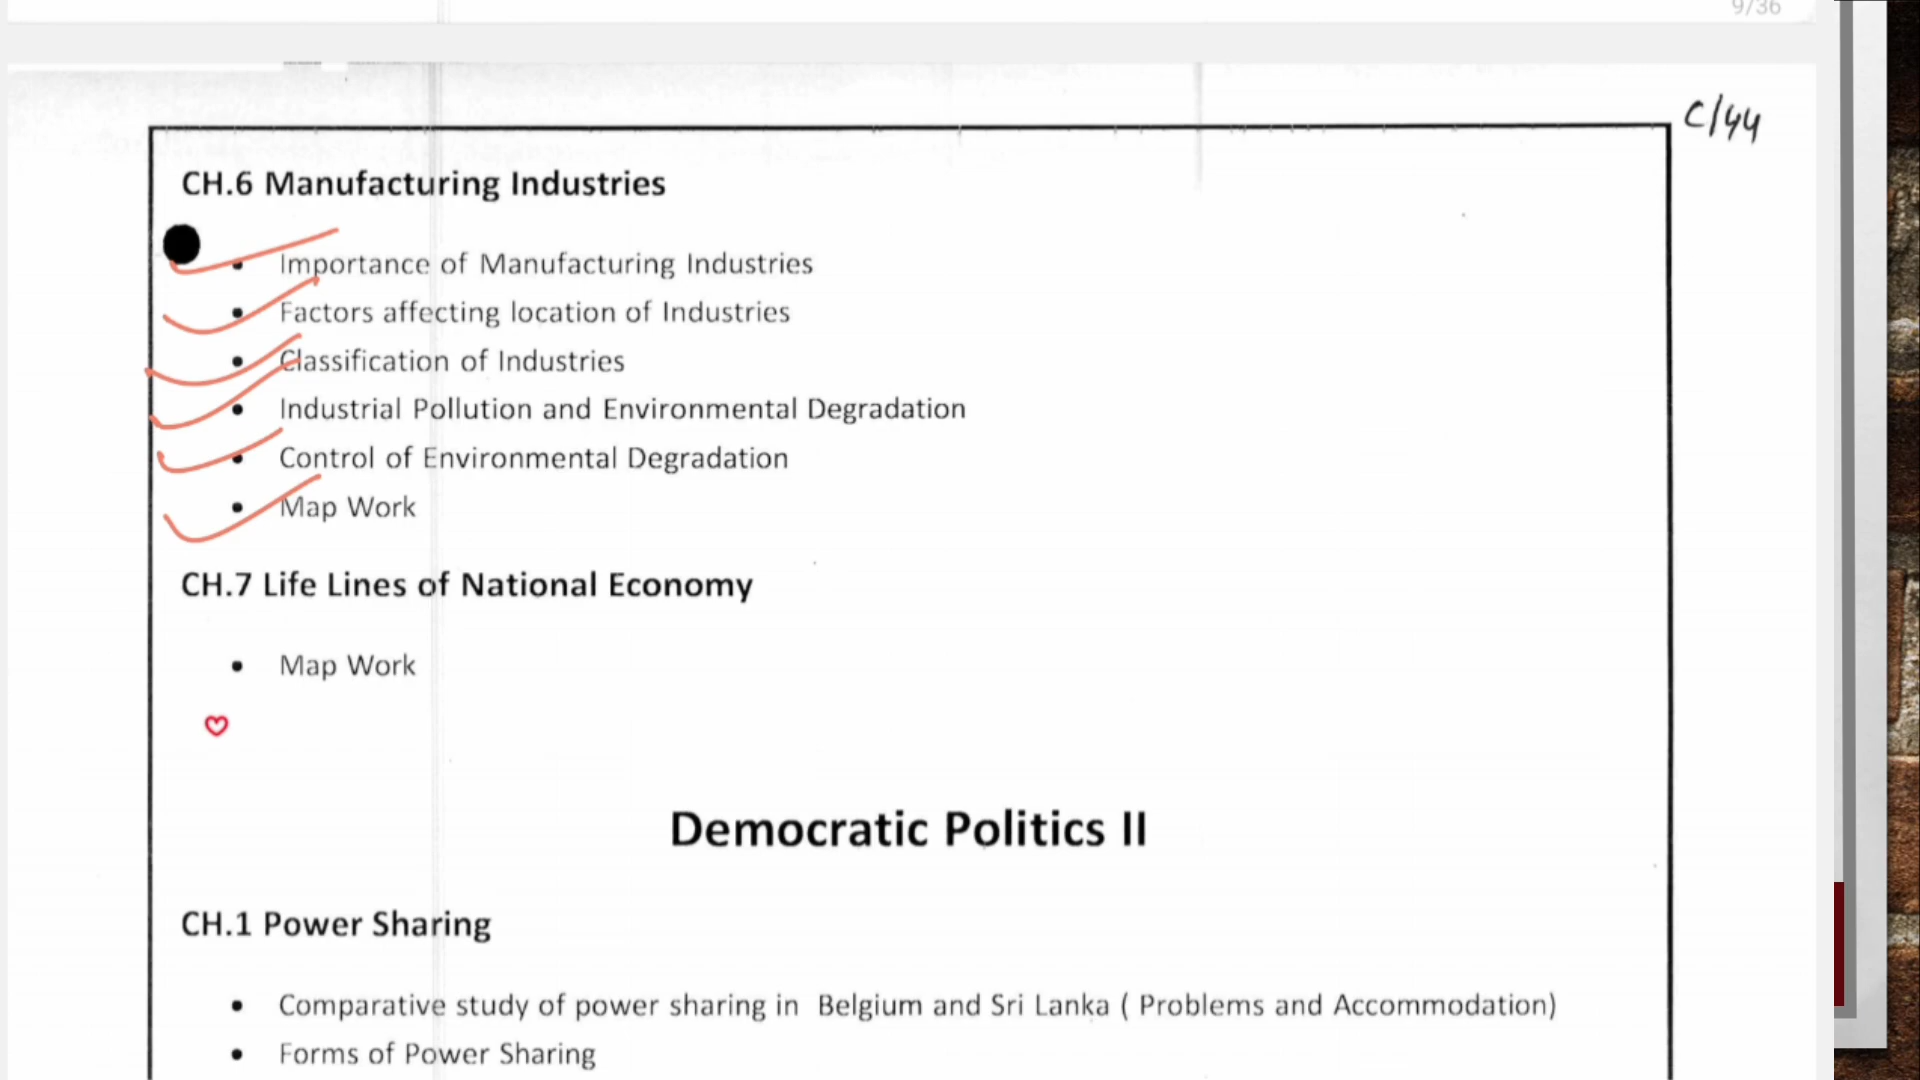 9/36
C/44
CH.6 Manufacturing Industries
• Importance of Manufacturing Industries
• Factors affecting location of Industries
• Classification of Industries
• Industrial Pollution and Environmental Degradation
• Control of Environmental Degradation
• Map Work
CH.7 Life Lines of National Economy
• Map Work
Democratic Politics II
CH.1 Power Sharing
• Comparative study of power sharing in Belgium and Sri Lanka ( Problems and Accommodation)
• Forms of Power Sharing